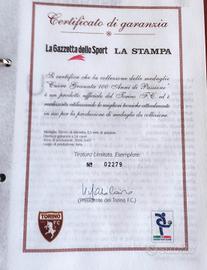 Certificato di garanzia
La Gazzetta dello Sport LA STAMPA
Si certifica che la collezione delle medaglie
Cuore Granata 100 Anni di Passione
è un prodotto ufficiale del Torino F.C. ed è
realizzata utilizzando le migliori tecniche attualmente
in uso per la produzione di medaglie da collezione.
Tiratura Limitata. Esemplare:
N° 02279
(Presidente del Torino F.C.)
TORINO
F.C.